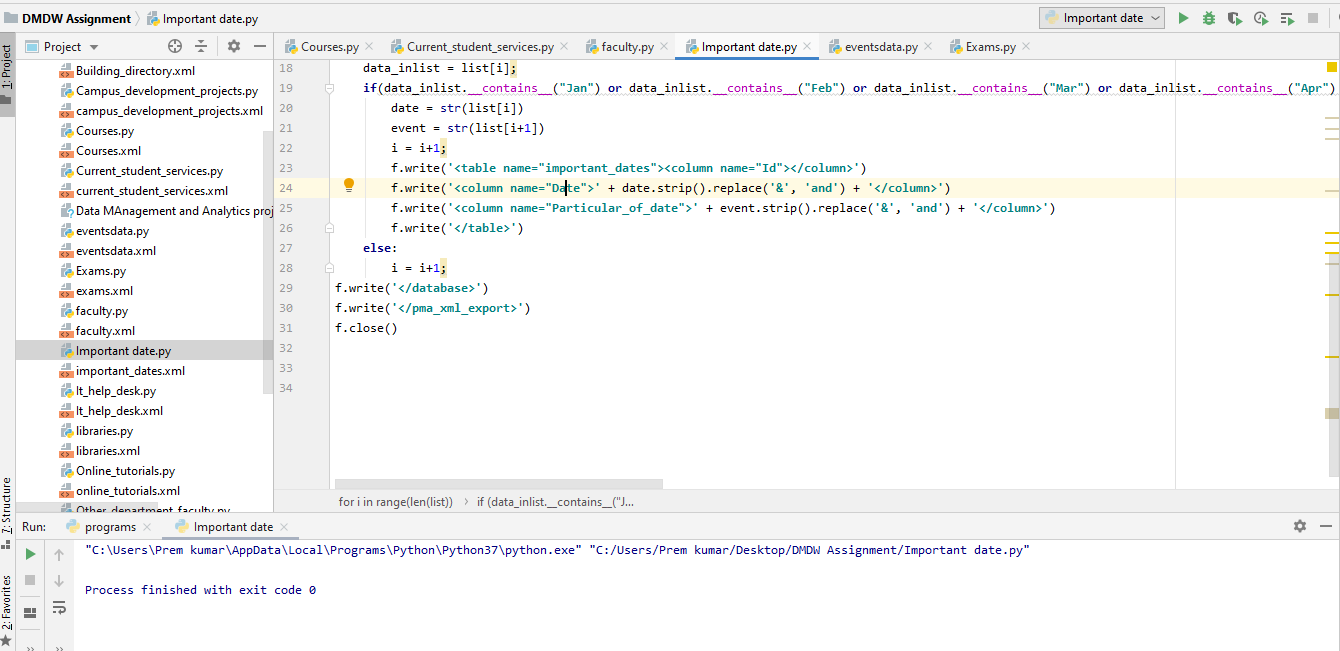 DMDW Assignment Important date.py Important date
Project
Courses.py Current_student_services.py faculty.py Important date.py eventsdata.py Exams.py
1: Project
Building_directory.xml
Campus_development_projects.py
campus_development_projects.xml
Courses.py
Courses.xml
Current_student_services.py
current_student_services.xml
Data MAnagement and Analytics proj
eventsdata.py
eventsdata.xml
Exams.py
exams.xml
faculty.py
faculty.xml
Important date.py
important_dates.xml
It_help_desk.py
It_help_desk.xml
libraries.py
libraries.xml
Online_tutorials.py
online_tutorials.xml
Other_department_faculty.py
18 data_inlist = list[i];
19 if(data_inlist.__contains__("Jan") or data_inlist.__contains__("Feb") or data_inlist.__contains__("Mar") or data_inlist.__contains__("Apr")
20 date = str(list[i])
21 event = str(list[i+1])
22 i = i+1;
23 f.write('<table name="important_dates"><column name="Id"></column>')
24 f.write('<column name="Date">' + date.strip().replace('&', 'and') + '</column>')
25 f.write('<column name="Particular_of_date">' + event.strip().replace('&', 'and') + '</column>')
26 f.write('</table>')
27 else:
28 i = i+1;
29 f.write('</database>')
30 f.write('</pma_xml_export>')
31 f.close()
32
33
34
for i in range(len(list)) if (data_inlist.__contains__("J...
7: Structure
2: Favorites
Run: programs Important date
"C:\Users\Prem kumar\AppData\Local\Programs\Python\Python37\python.exe" "C:/Users/Prem kumar/Desktop/DMDW Assignment/Important date.py"
Process finished with exit code 0